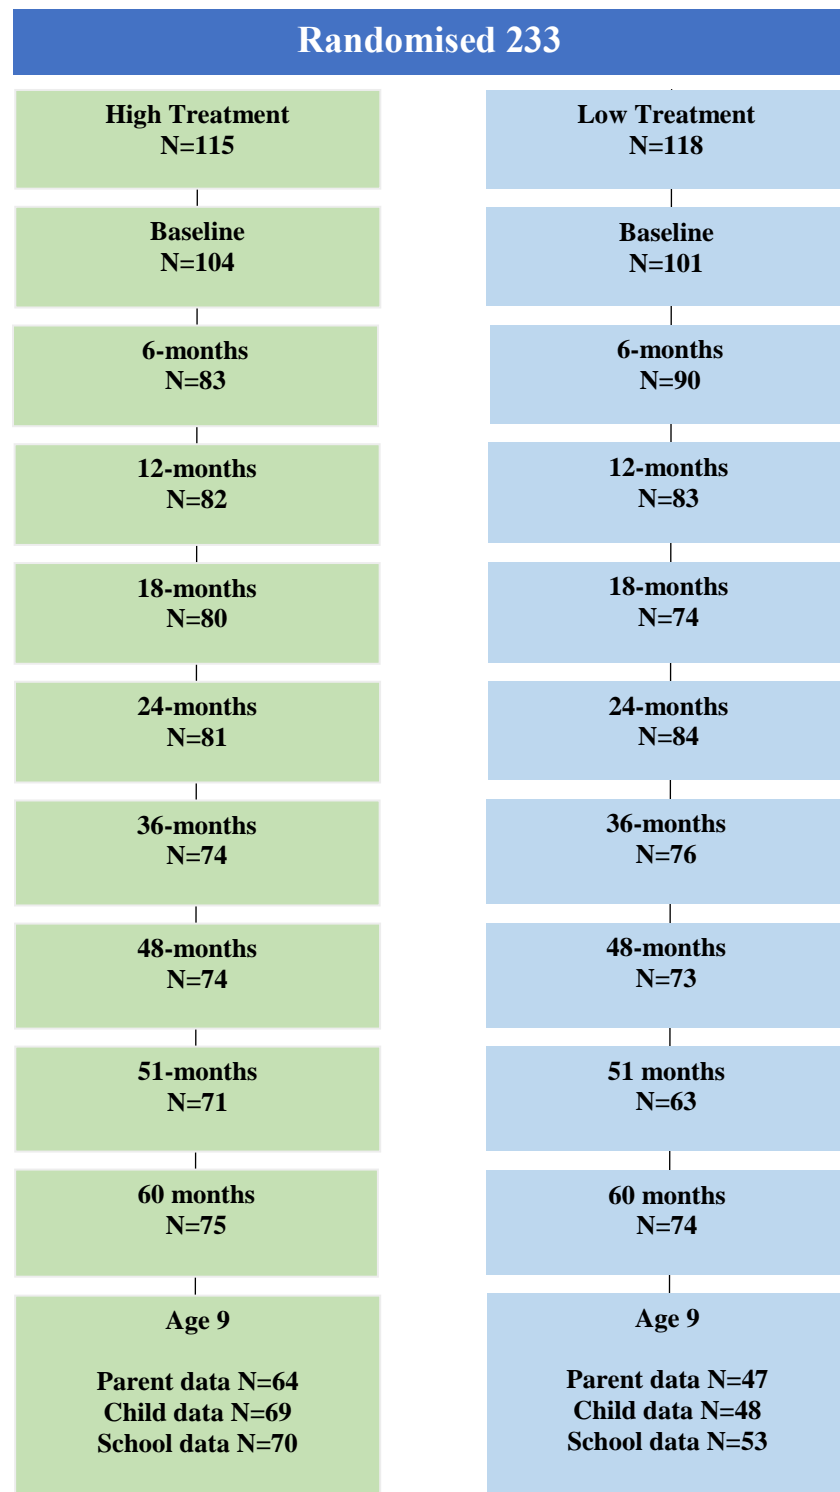 Randomised 233
High Treatment
N=115
Low Treatment
N=118
Baseline
N=104
Baseline
N=101
6-months
N=83
6-months
N=90
12-months
N=82
12-months
N=83
18-months
N=80
18-months
N=74
24-months
N=81
24-months
N=84
36-months
N=74
36-months
N=76
48-months
N=74
48-months
N=73
51-months
N=71
51 months
N=63
60 months
N=75
60 months
N=74
Age 9
Parent data N=64
Child data N=69
School data N=70
Age 9
Parent data N=47
Child data N=48
School data N=53